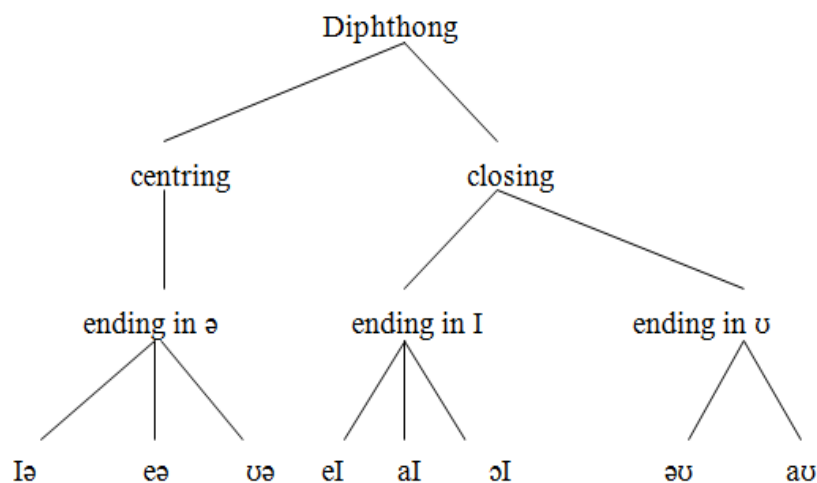 Diphthong
centring closing
ending in ə ending in I ending in ʊ
Iə eə ʊə eI aI ɔI əʊ aʊ